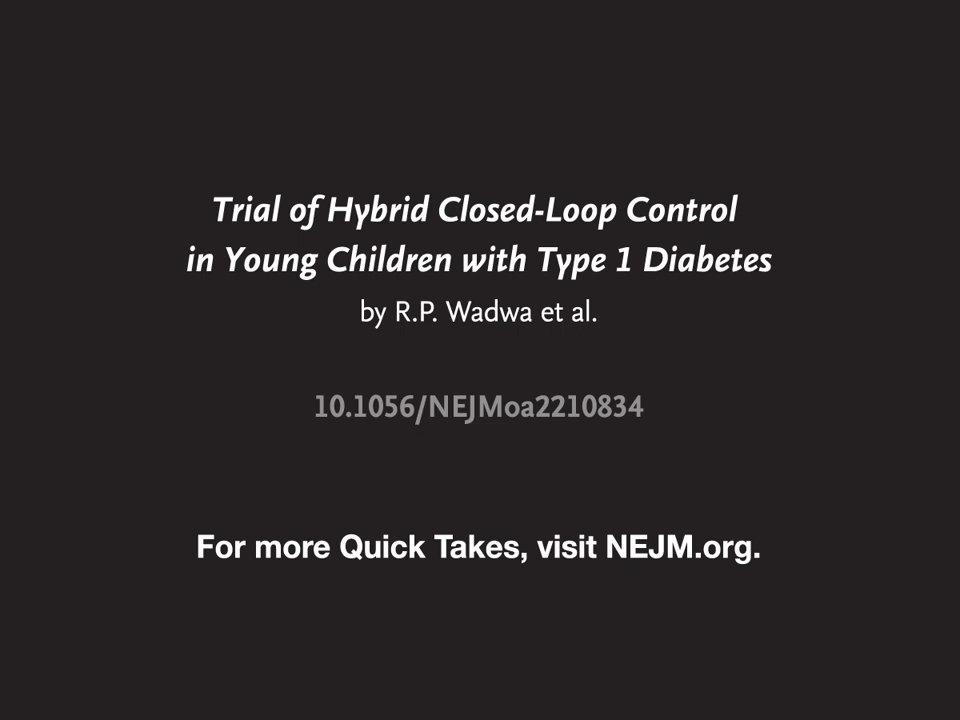 Trial of Hybrid Closed-Loop Control
in Young Children with Type 1 Diabetes
by R.P. Wadwa et al.
10.1056/NEJMoa2210834
For more Quick Takes, visit NEJM.org.